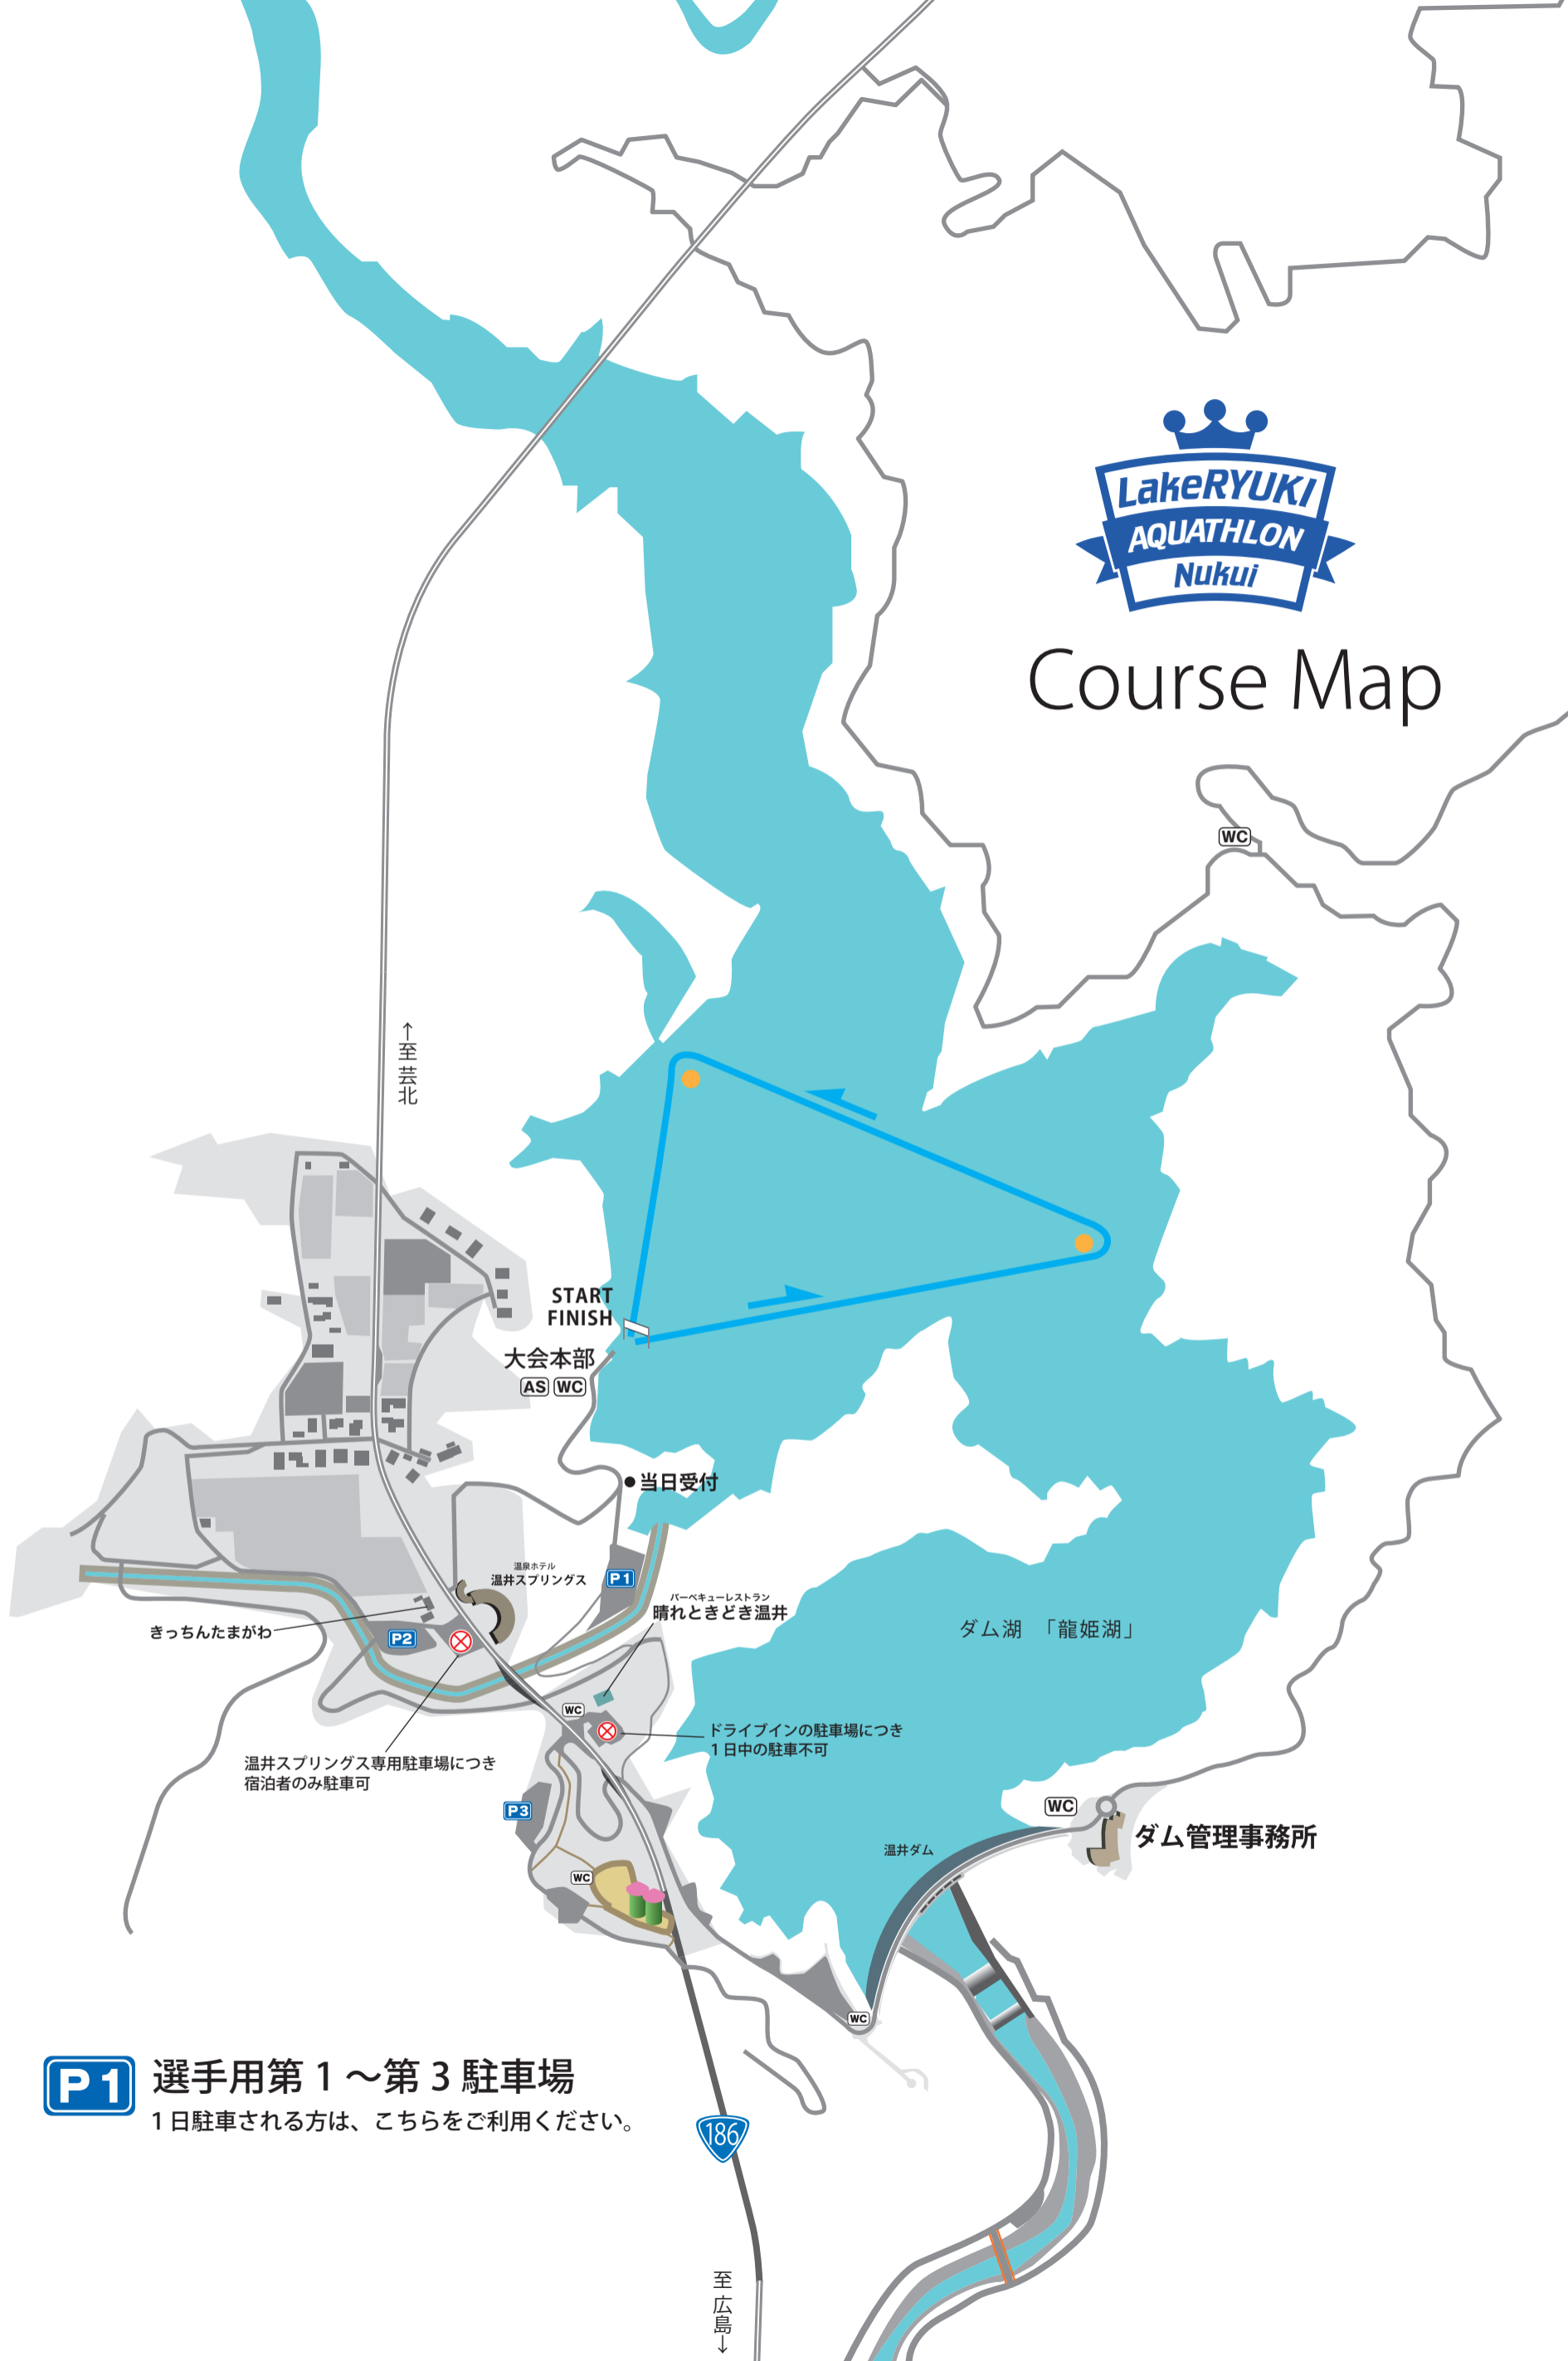 LakeRYUKI
AQUATHLON
Nukui
Course Map
WC
←至 芸北
START
FINISH
大会本部
AS WC
当日受付
温泉ホテル
温井スプリングス
P1
バーベキューレストラン
晴れときどき温井
きっちんたまがわ
P2
ダム湖 「龍姫湖」
WC
ドライブインの駐車場につき
1日中の駐車不可
温井スプリングス専用駐車場につき
宿泊者のみ駐車可
P3
WC
ダム管理事務所
温井ダム
WC
WC
P1
選手用第1～第3駐車場
1日駐車される方は、こちらをご利用ください。
186
至 広島→